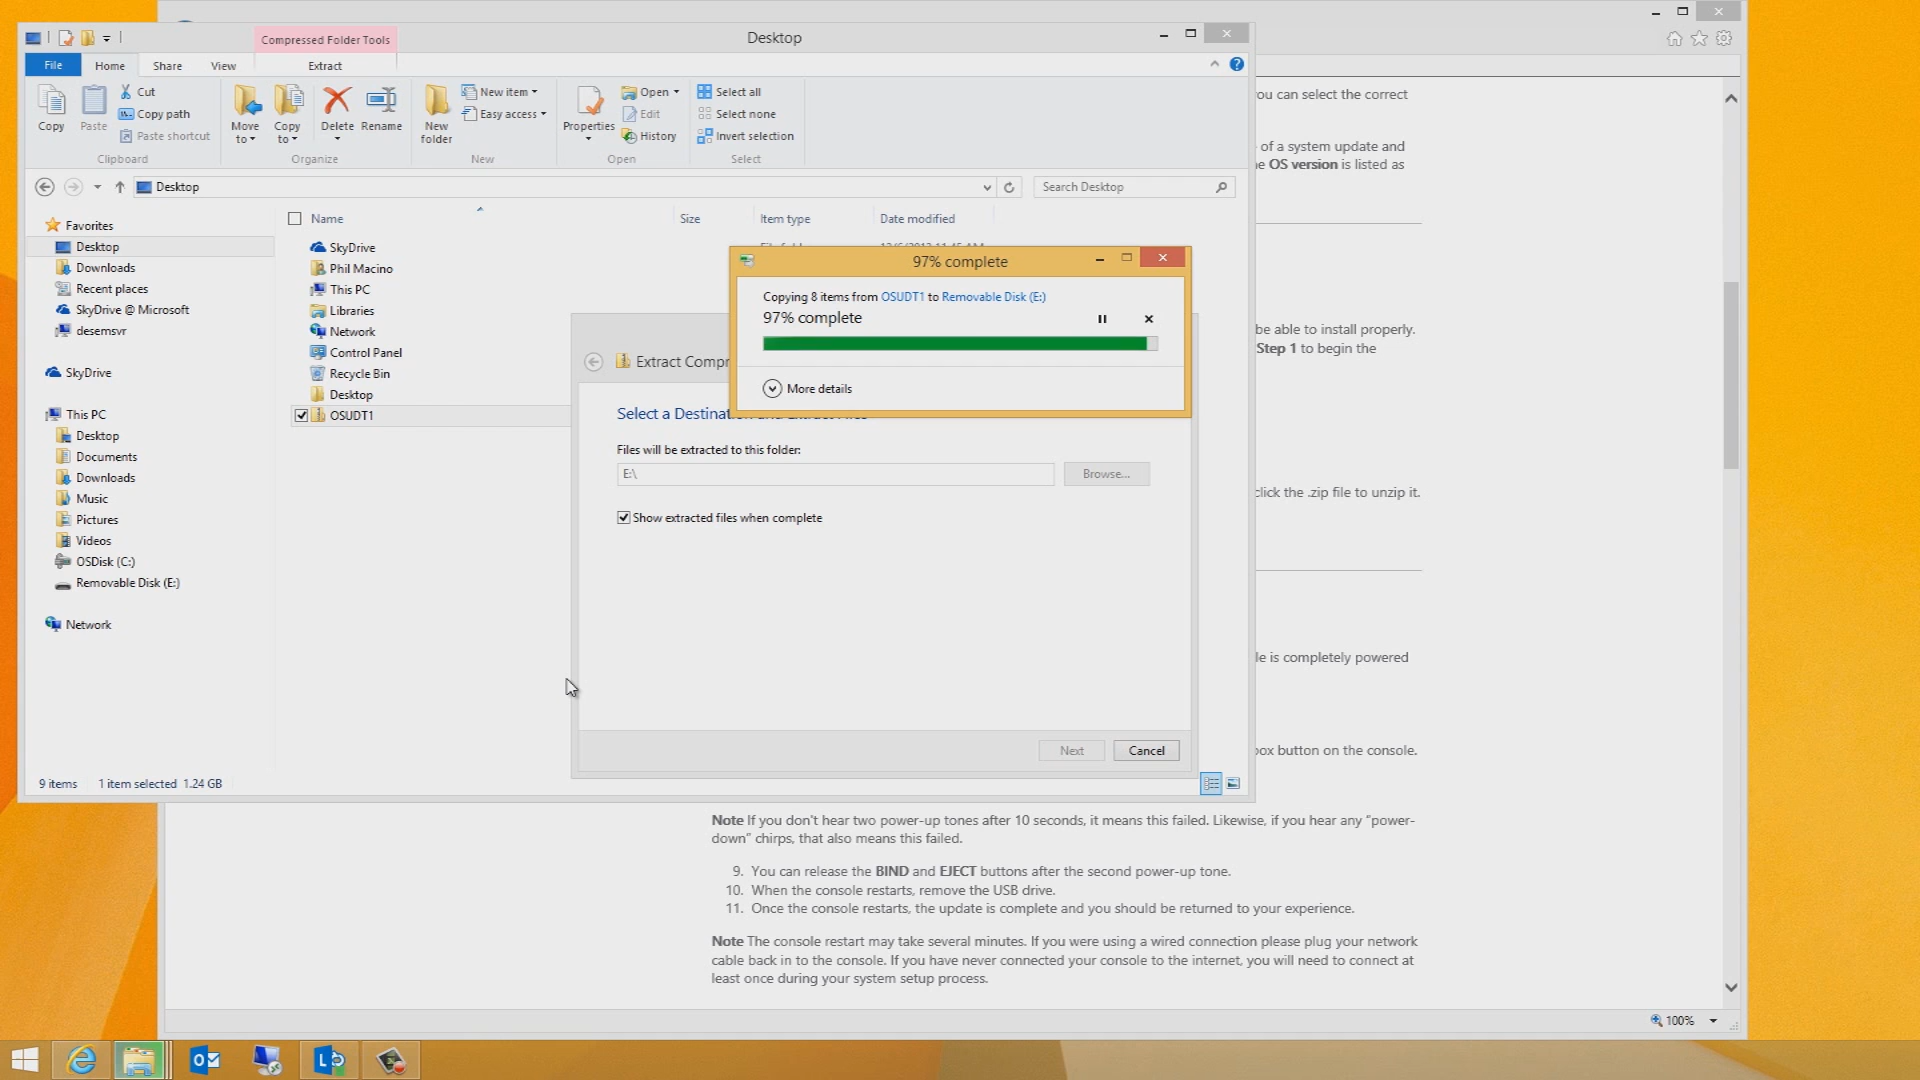 Compressed Folder Tools
Desktop
File
Home
Share
View
Extract
Copy
Paste
Cut
Copy path
Paste shortcut
Clipboard
Move to
Copy to
Delete
Rename
Organize
New folder
New item
Easy access
New
Properties
Open
Edit
History
Open
Select all
Select none
Invert selection
Select
Desktop
Search Desktop
Favorites
Desktop
Downloads
Recent places
SkyDrive @ Microsoft
desemsvr
SkyDrive
This PC
Desktop
Documents
Downloads
Music
Pictures
Videos
OSDisk (C:)
Removable Disk (E:)
Network
Name
Size
Item type
Date modified
SkyDrive
Phil Macino
This PC
Libraries
Network
Control Panel
Recycle Bin
Desktop
OSUDT1
9 items
1 item selected 1.24 GB
97% complete
Copying 8 items from OSUDT1 to Removable Disk (E:)
97% complete
More details
Extract Compr
Select a Destinat
Files will be extracted to this folder:
E:\
Browse...
Show extracted files when complete
Next
Cancel
ou can select the correct
of a system update and
OS version is listed as
be able to install properly.
Step 1 to begin the
click the .zip file to unzip it.
le is completely powered
box button on the console.
Note If you don't hear two power-up tones after 10 seconds, it means this failed. Likewise, if you hear any "power-
down" chirps, that also means this failed.
9. You can release the BIND and EJECT buttons after the second power-up tone.
10. When the console restarts, remove the USB drive.
11. Once the console restarts, the update is complete and you should be returned to your experience.
Note The console restart may take several minutes. If you were using a wired connection please plug your network
cable back in to the console. If you have never connected your console to the internet, you will need to connect at
least once during your system setup process.
100%